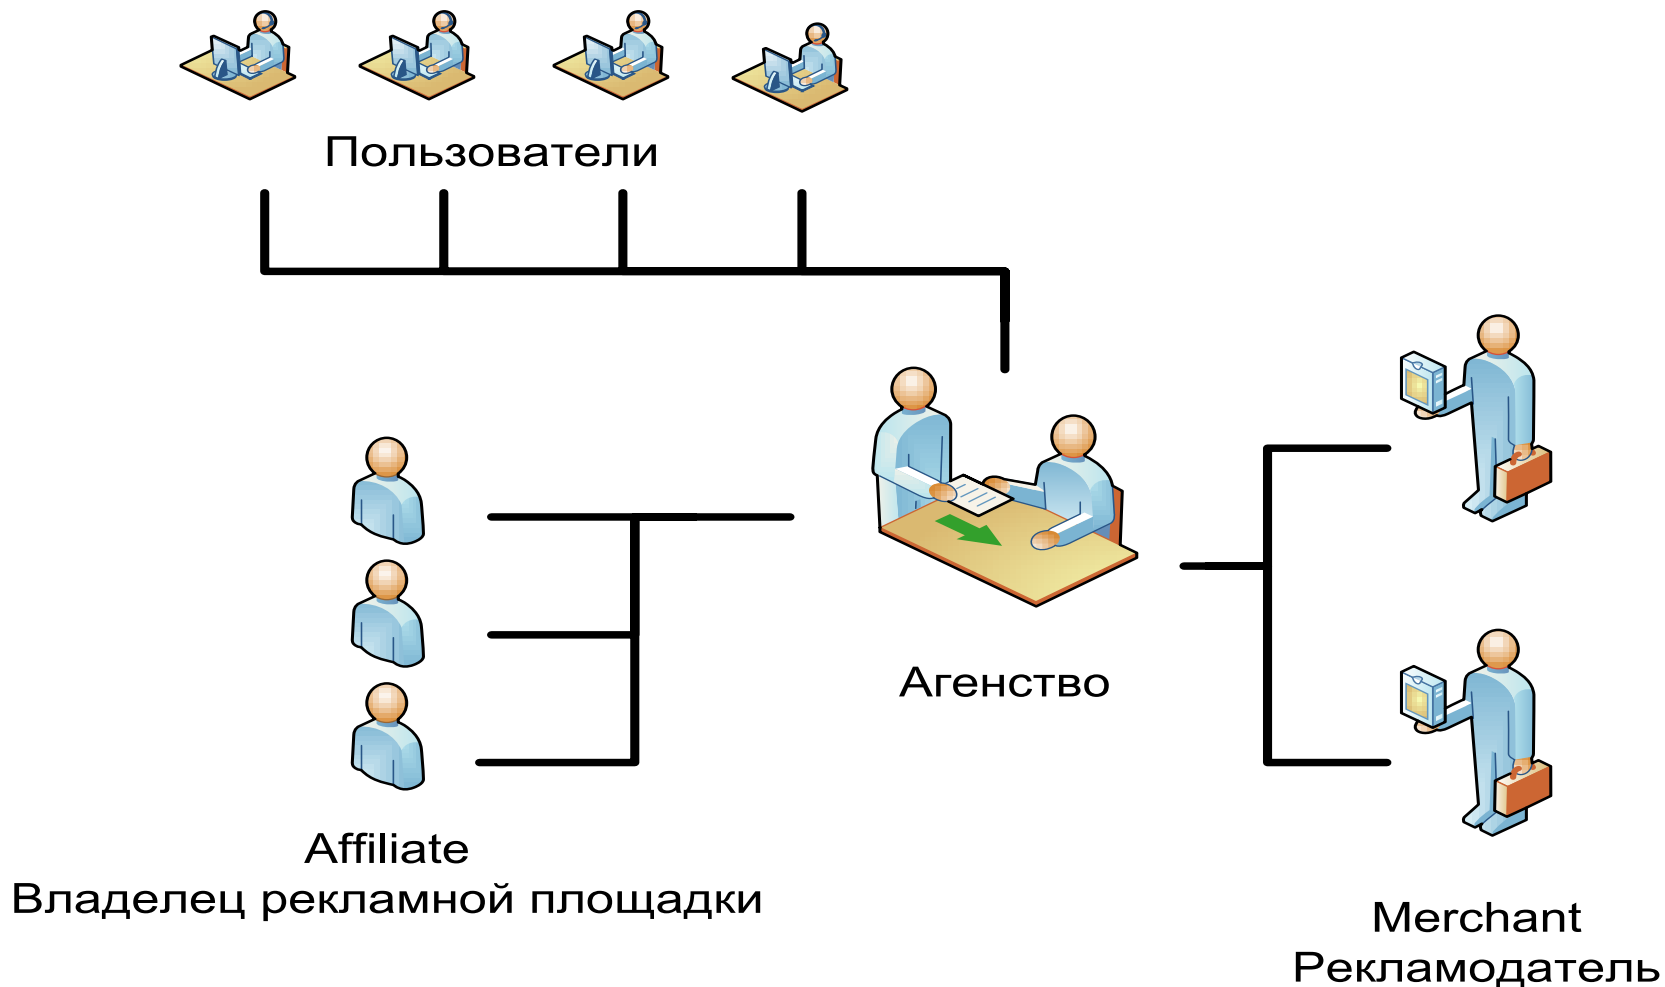 Пользователи
Агенство
Affiliate
Владелец рекламной площадки
Merchant
Рекламодатель